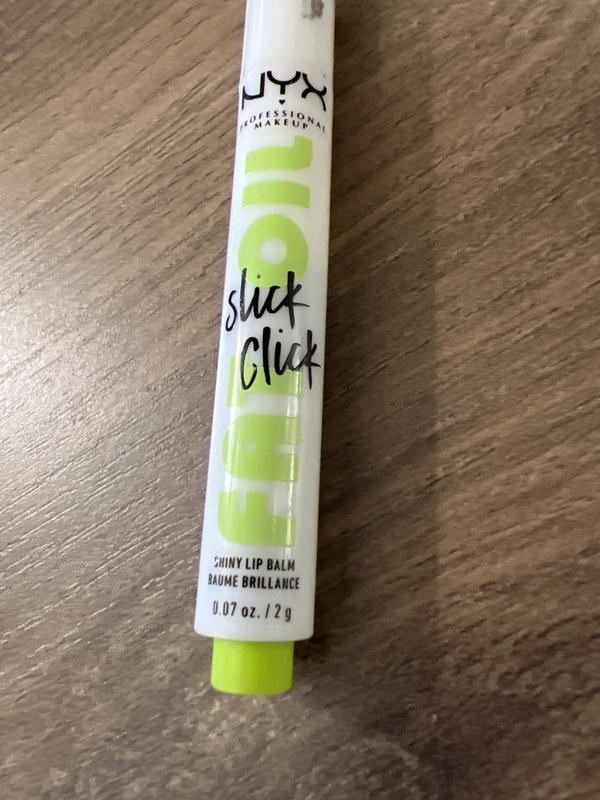 NYX
PROFESSIONAL
MAKEUP
FAT OIL
slick
Click
SHINY LIP BALM
BAUME BRILLANCE
0.07 oz. / 2 g